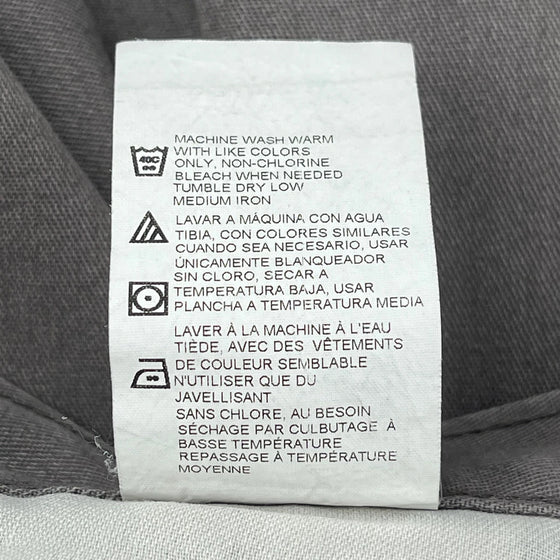 40C
MACHINE WASH WARM
WITH LIKE COLORS
ONLY, NON-CHLORINE
BLEACH WHEN NEEDED
TUMBLE DRY LOW
MEDIUM IRON
LAVAR A MÁQUINA CON AGUA
TIBIA, CON COLORES SIMILARES
CUANDO SEA NECESARIO, USAR
ÚNICAMENTE BLANQUEADOR
SIN CLORO, SECAR A
TEMPERATURA BAJA, USAR
PLANCHA A TEMPERATURA MEDIA
LAVER À LA MACHINE À L'EAU
TIÈDE, AVEC DES VÊTEMENTS
DE COULEUR SEMBLABLE
N'UTILISER QUE DU
JAVELLISANT
SANS CHLORE, AU BESOIN
SÉCHAGE PAR CULBUTAGE À
BASSE TEMPÉRATURE
REPASSAGE À TEMPÉRATURE
MOYENNE